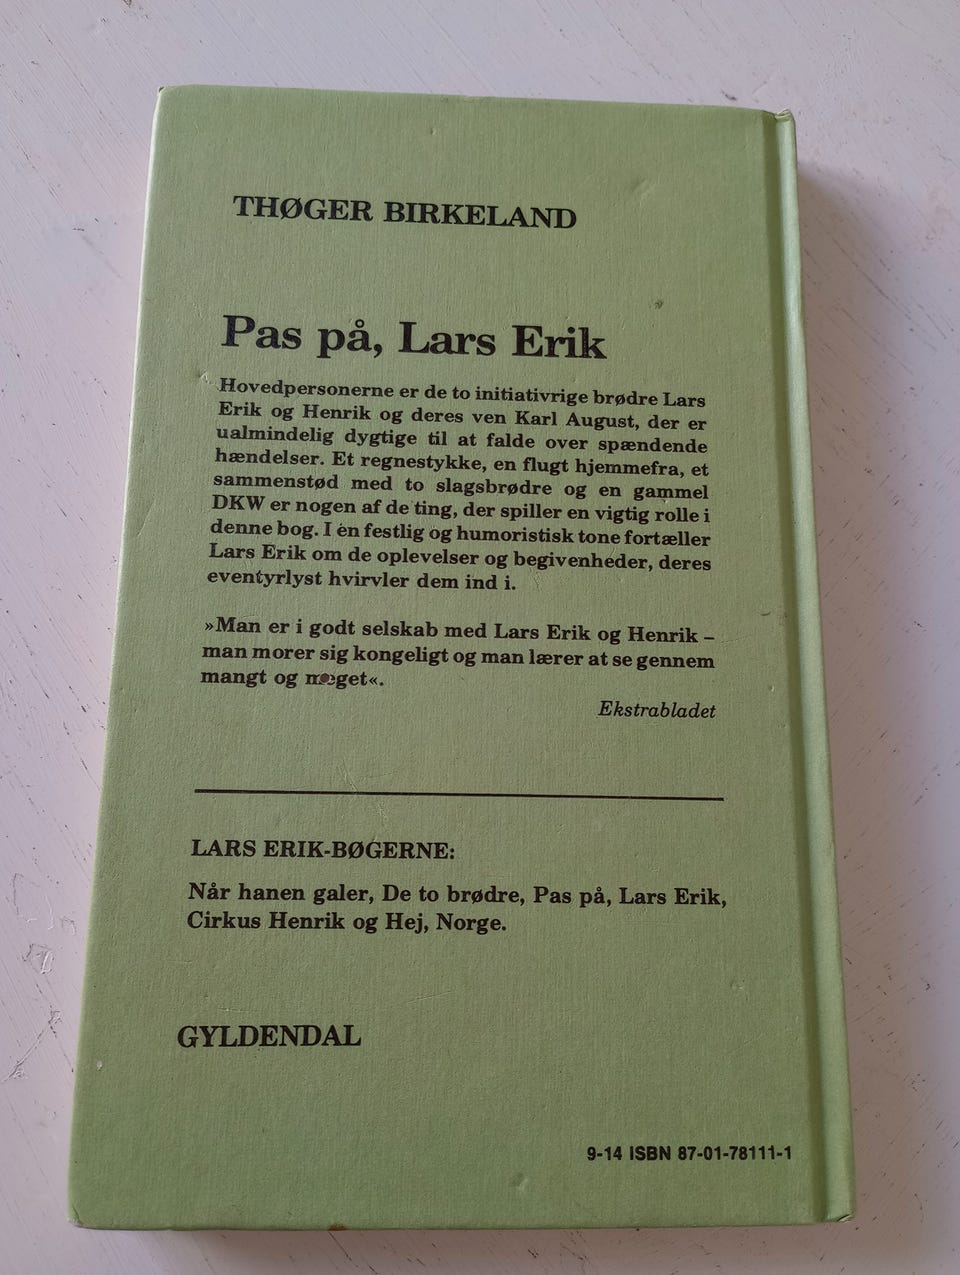 THØGER BIRKELAND
Pas på, Lars Erik
Hovedpersonerne er de to initiativrige brødre Lars
Erik og Henrik og deres ven Karl August, der er
ualmindelig dygtige til at falde over spændende
hændelser. Et regnestykke, en flugt hjemmefra, et
sammenstød med to slagsbrødre og en gammel
DKW er nogen af de ting, der spiller en vigtig rolle i
denne bog. I en festlig og humoristisk tone fortæller
Lars Erik om de oplevelser og begivenheder, deres
eventyrlyst hvirvler dem ind i.
»Man er i godt selskab med Lars Erik og Henrik –
man morer sig kongeligt og man lærer at se gennem
mangt og meget«.
Ekstrabladet
LARS ERIK-BØGERNE:
Når hanen galer, De to brødre, Pas på, Lars Erik,
Cirkus Henrik og Hej, Norge.
GYLDENDAL
9-14 ISBN 87-01-78111-1